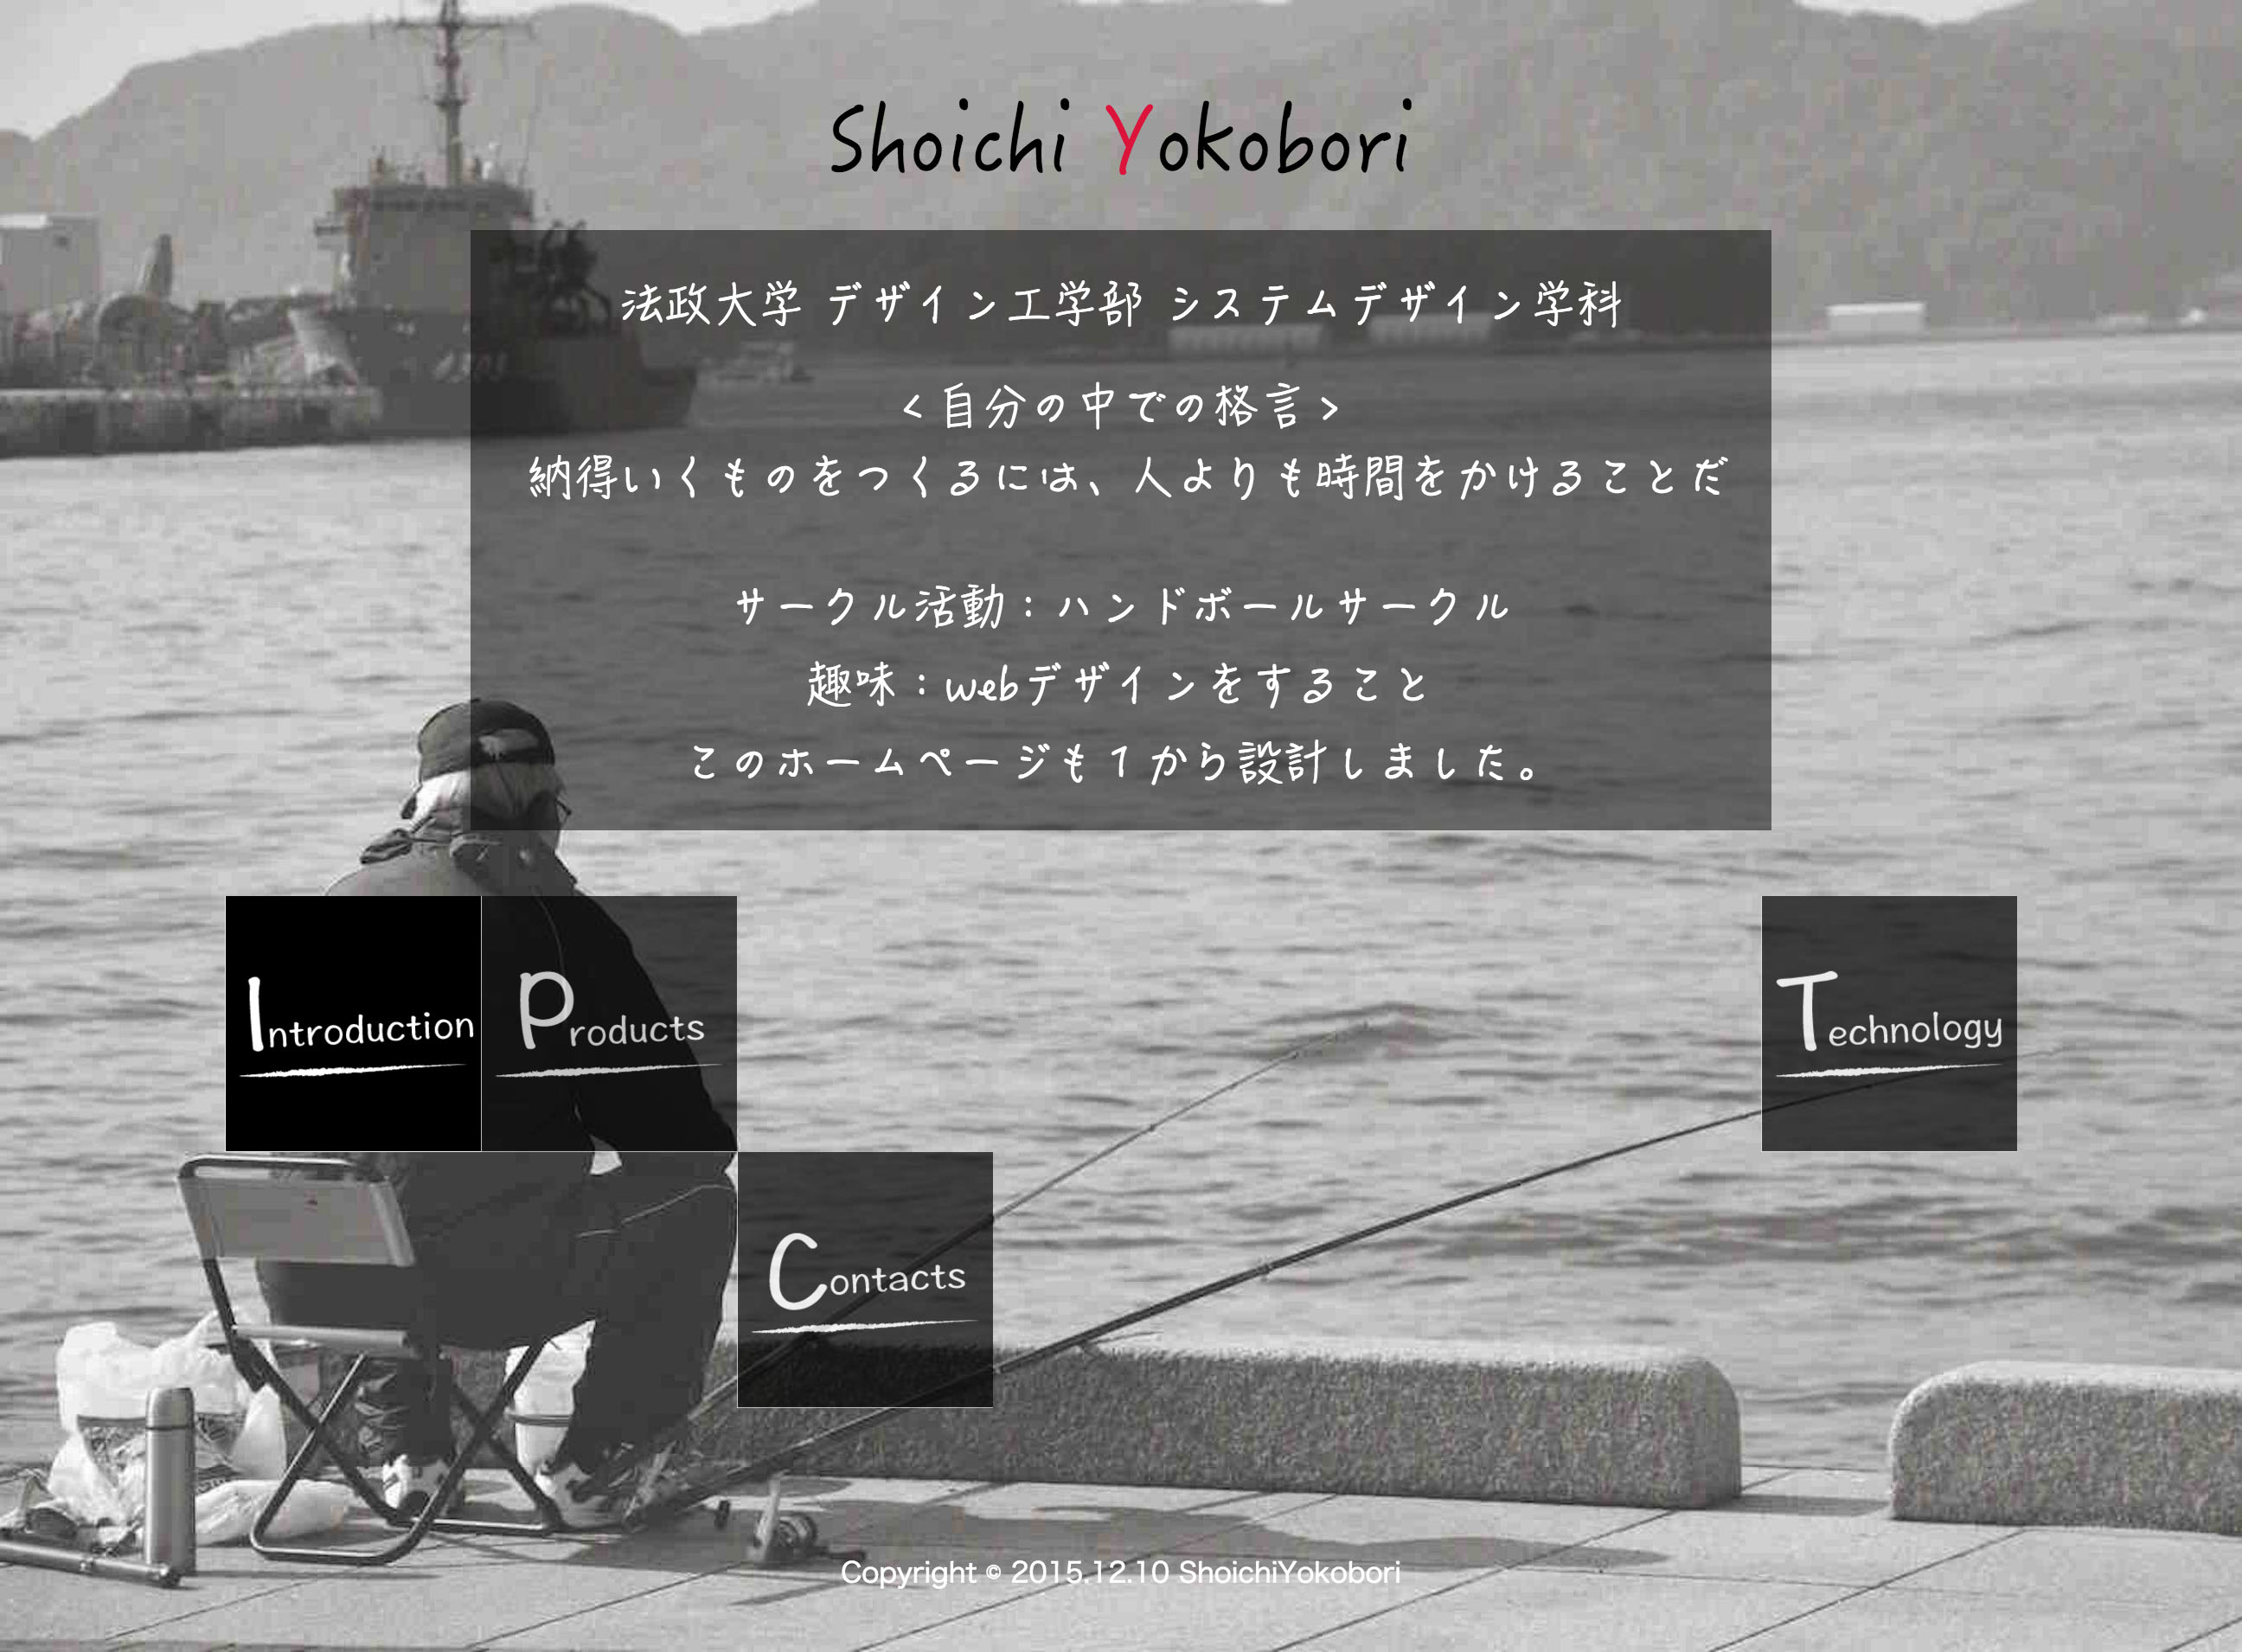 Shoichi Yokobori
法政大学 デザイン工学部 システムデザイン学科
< 自分の中での格言 >
納得いくものをつくるには、人よりも時間をかけることだ
サークル活動：ハンドボールサークル
趣味：webデザインをすること
このホームページも１から設計しました。
Introduction
Products
Technology
Contacts
Copyright © 2015.12.10 ShoichiYokobori